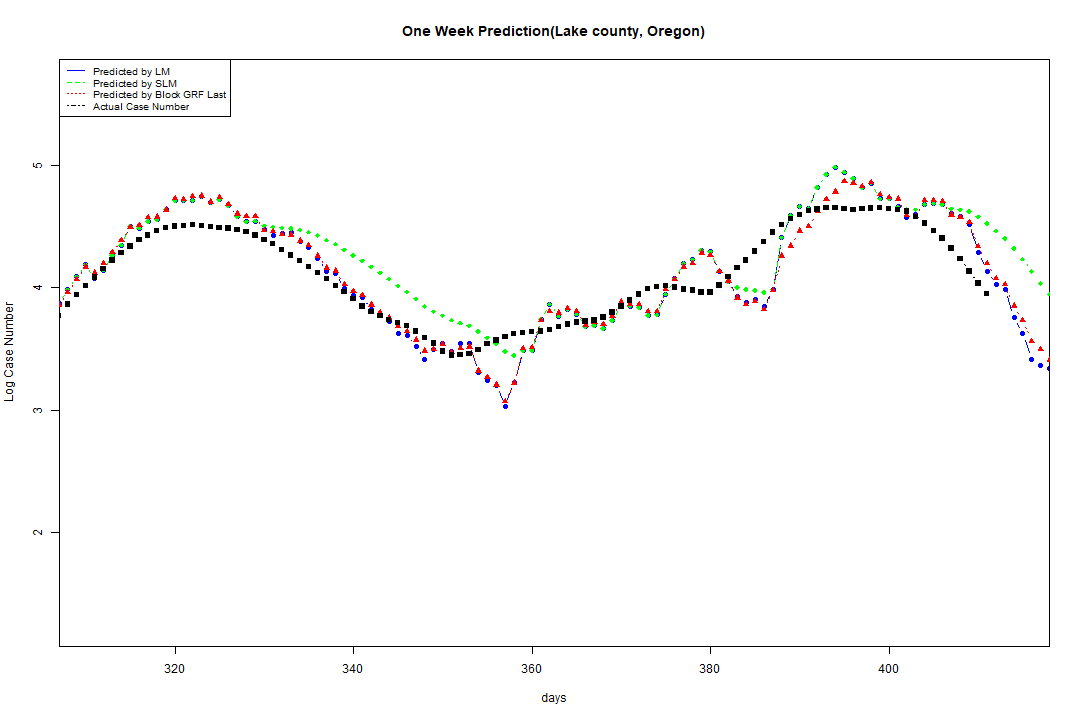 One Week Prediction(Lake county, Oregon)
Predicted by LM
Predicted by SLM
Predicted by Block GRF Last
Actual Case Number
5
4
3
2
Log Case Number
320 340 360 380 400
days